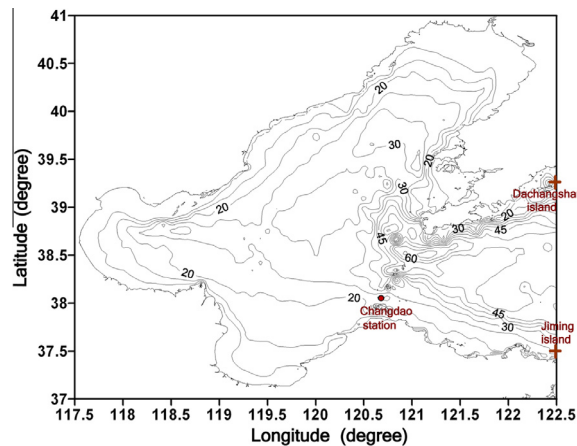 41
40.5
40
39.5
39
38.5
38
37.5
37
Latitude (degree)
20
30
20
30
20
45
60
30
20
45
20
20
45
30
Dachangsha
island
Changdao
station
Jiming
island
117.5 118 118.5 119 119.5 120 120.5 121 121.5 122 122.5
Longitude (degree)